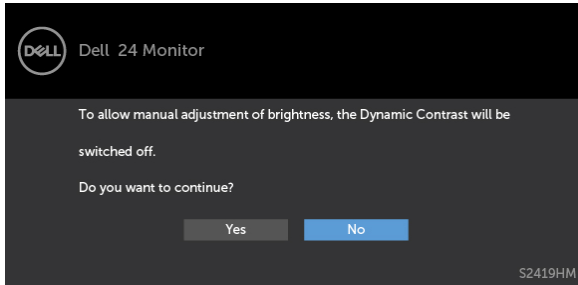 DELL
Dell 24 Monitor
To allow manual adjustment of brightness, the Dynamic Contrast will be
switched off.
Do you want to continue?
Yes No
S2419HM